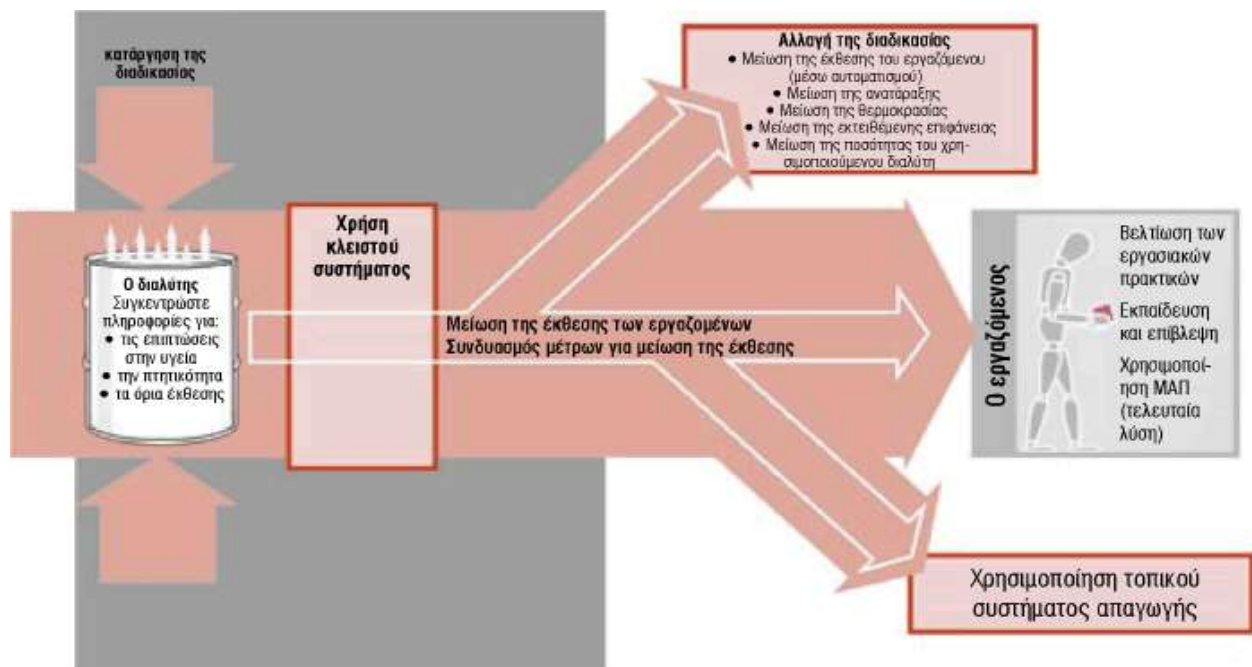 κατάργηση της
διαδικασίας
Ο διαλύτης
Συγκεντρώστε
πληροφορίες για:
• τις επιπτώσεις
στην υγεία
• την πτητικότητα
• τα όρια έκθεσης
Χρήση
κλειστού
συστήματος
Αλλαγή της διαδικασίας
• Μείωση της έκθεσης του εργαζόμενου
(μέσω αυτοματισμού)
• Μείωση της ανατάραξης
• Μείωση της θερμοκρασίας
• Μείωση της εκτειθέμενης επιφάνειας
• Μείωση της ποσότητας του χρη-
σιμοποιούμενου διαλύτη
Μείωση της έκθεσης των εργαζομένων
Συνδυασμός μέτρων για μείωση της έκθεσης
Ο εργαζόμενος
Βελτίωση των
εργασιακών
πρακτικών
Εκπαίδευση
και επίβλεψη
Χρησιμοποί-
ηση ΜΑΠ
(τελευταία
λύση)
Χρησιμοποίηση τοπικού
συστήματος απαγωγής